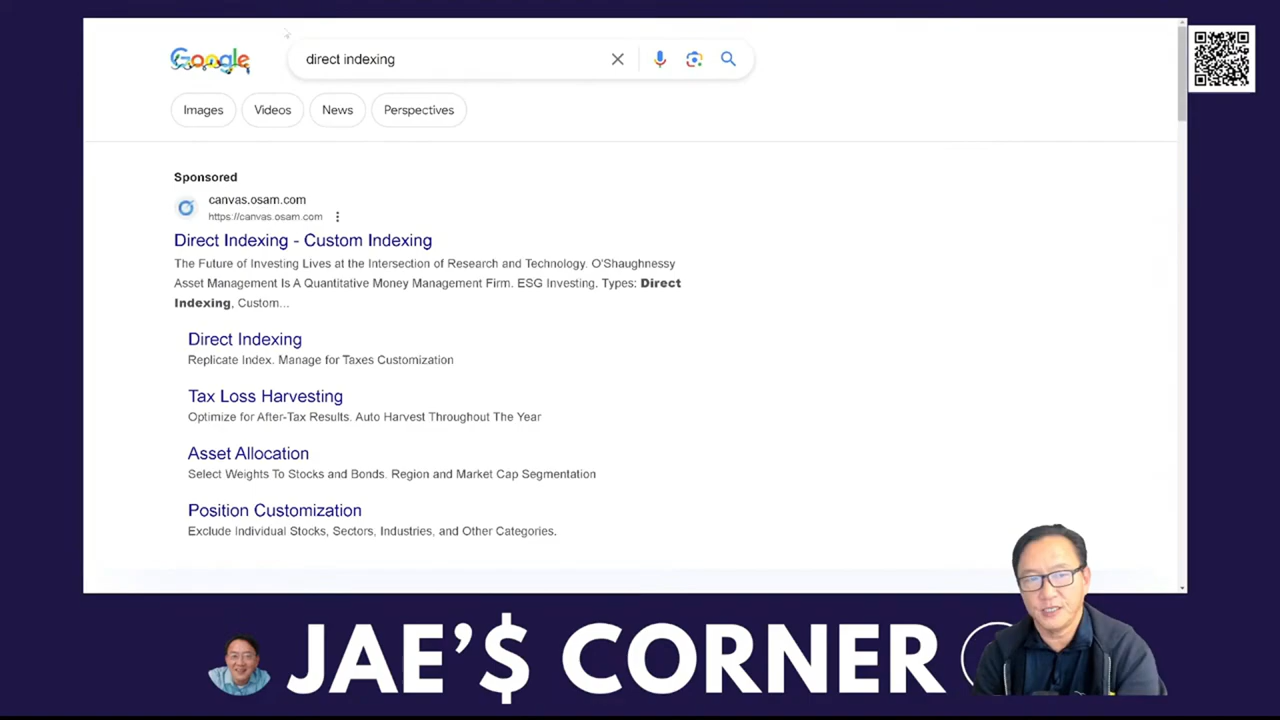 Google
direct indexing
Images
Videos
News
Perspectives
Sponsored
canvas.osam.com
https://canvas.osam.com
Direct Indexing - Custom Indexing
The Future of Investing Lives at the Intersection of Research and Technology. O'Shaughnessy
Asset Management Is A Quantitative Money Management Firm. ESG Investing. Types: Direct
Indexing, Custom...
Direct Indexing
Replicate Index. Manage for Taxes Customization
Tax Loss Harvesting
Optimize for After-Tax Results. Auto Harvest Throughout The Year
Asset Allocation
Select Weights To Stocks and Bonds. Region and Market Cap Segmentation
Position Customization
Exclude Individual Stocks, Sectors, Industries, and Other Categories.
JAE'$ CORNER